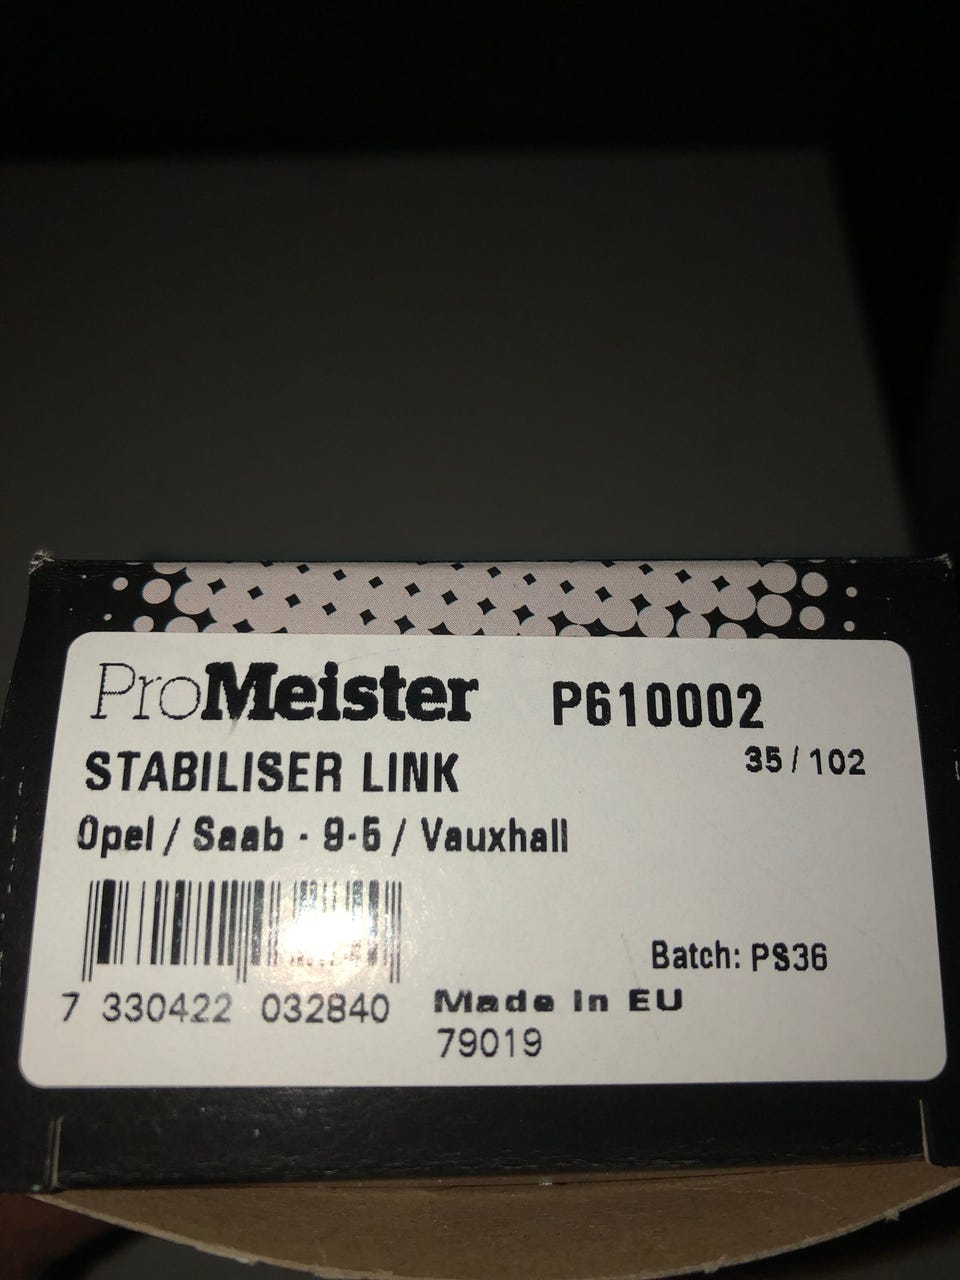 ProMeister P610002
STABILISER LINK 35 / 102
Opel / Saab - 9-5 / Vauxhall
Batch: PS36
7 330422 032840 Made in EU
79019